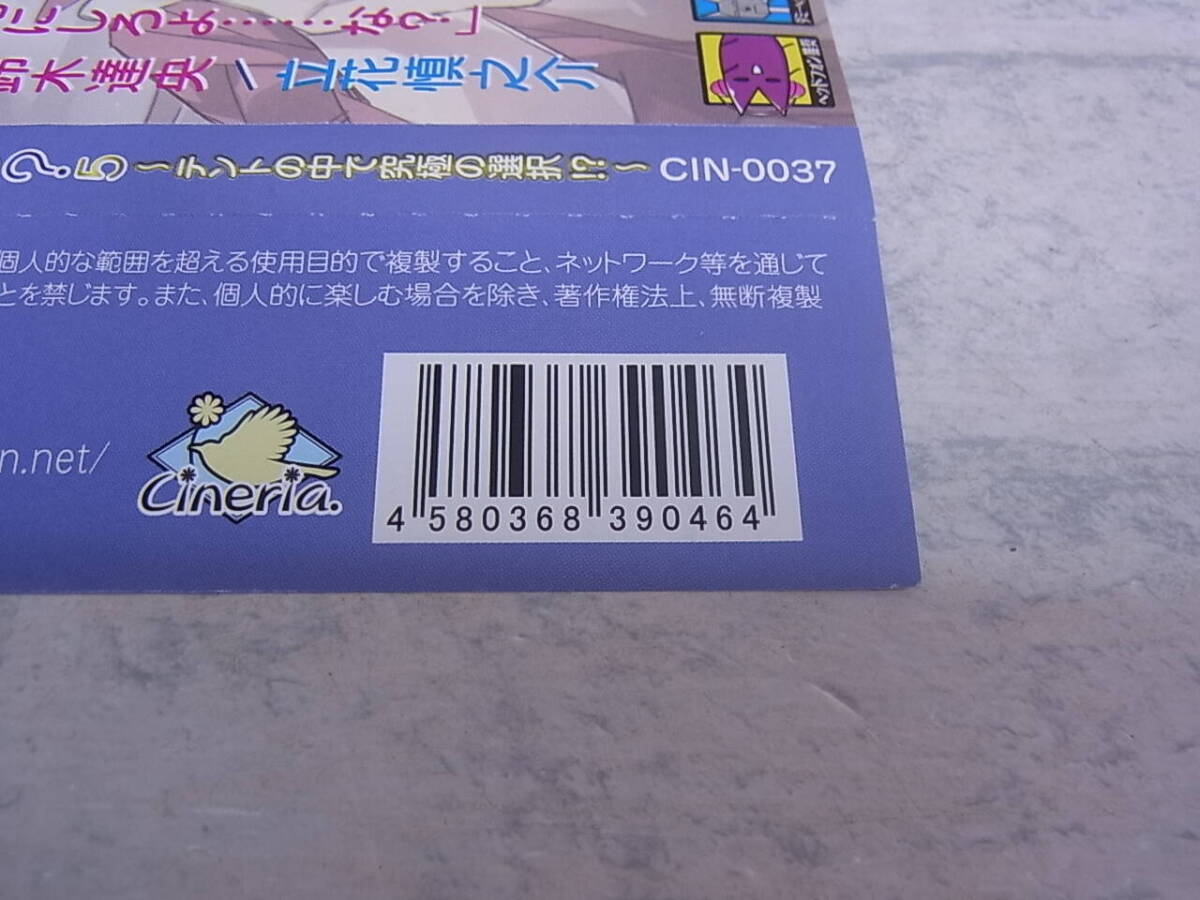 にしろよ……な?」
鈴木達央/立花慎之介
?5 ～テントの中で究極の選択!?～ CIN-0037
個人的な範囲を超える使用目的で複製すること、ネットワーク等を通じて
とを禁じます。また、個人的に楽しむ場合を除き、著作権法上、無断複製
n.net/
Cineria.
4 580368 390464